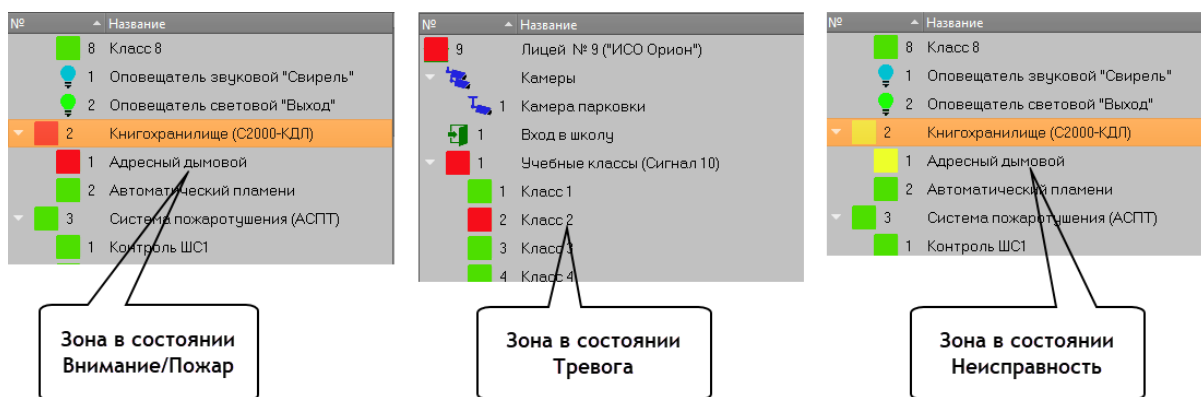 № Название
8 Класс 8
1 Оповещатель звуковой "Свирель"
2 Оповещатель световой "Выход"
2 Книгохранилище (С2000-КДЛ)
1 Адресный дымовой
2 Автоматический пламени
3 Система пожаротушения (АСПТ)
1 Контроль ШС1
Зона в состоянии
Внимание/Пожар
№ Название
9 Лицей № 9 ("ИСО Орион")
Камеры
1 Камера парковки
1 Вход в школу
1 Учебные классы (Сигнал 10)
1 Класс 1
2 Класс 2
3 Класс 3
4 Класс 4
Зона в состоянии
Тревога
№ Название
8 Класс 8
1 Оповещатель звуковой "Свирель"
2 Оповещатель световой "Выход"
2 Книгохранилище (С2000-КДЛ)
1 Адресный дымовой
2 Автоматический пламени
3 Система пожаротушения (АСПТ)
1 Контроль ШС1
Зона в состоянии
Неисправность